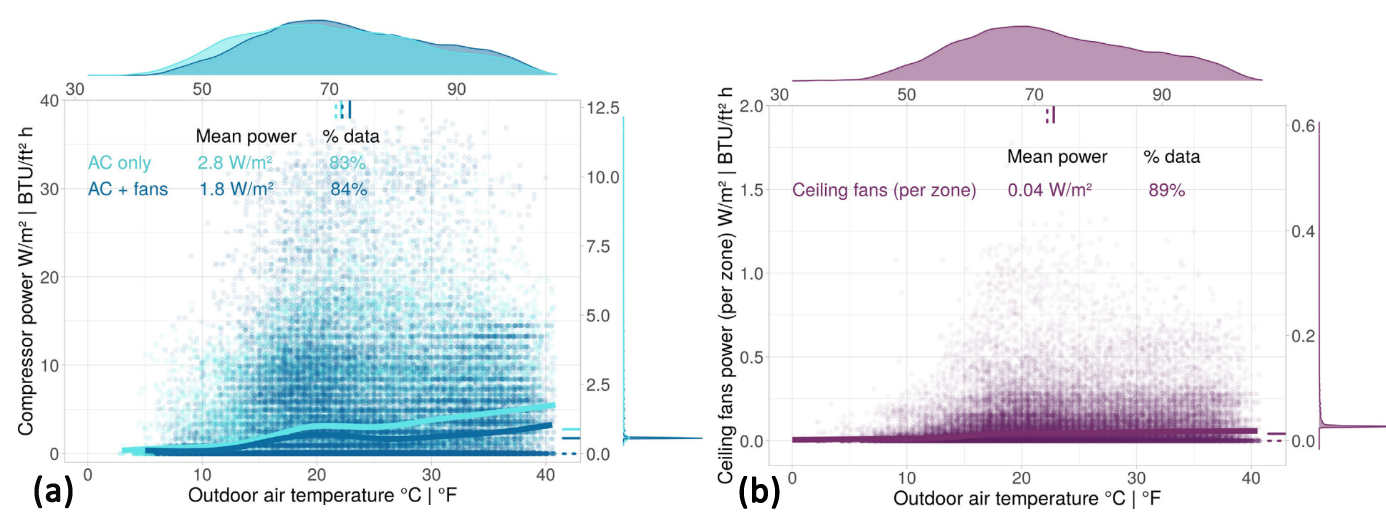 30 50 70 90
40 12.5
Mean power % data
AC only 2.8 W/m² 83%
AC + fans 1.8 W/m² 84%
30 10.0
7.5
20
5.0
10
2.5
0 0.0
0 10 20 30 40
Compressor power W/m² | BTU/ft² h
Outdoor air temperature °C | °F
(a)
30 50 70 90
2.0
0.6
Mean power % data
Ceiling fans (per zone) 0.04 W/m² 89%
1.5
0.4
1.0
0.5
0.2
0.0 0.0
0 10 20 30 40
Ceiling fans power (per zone) W/m² | BTU/ft² h
Outdoor air temperature °C | °F
(b)